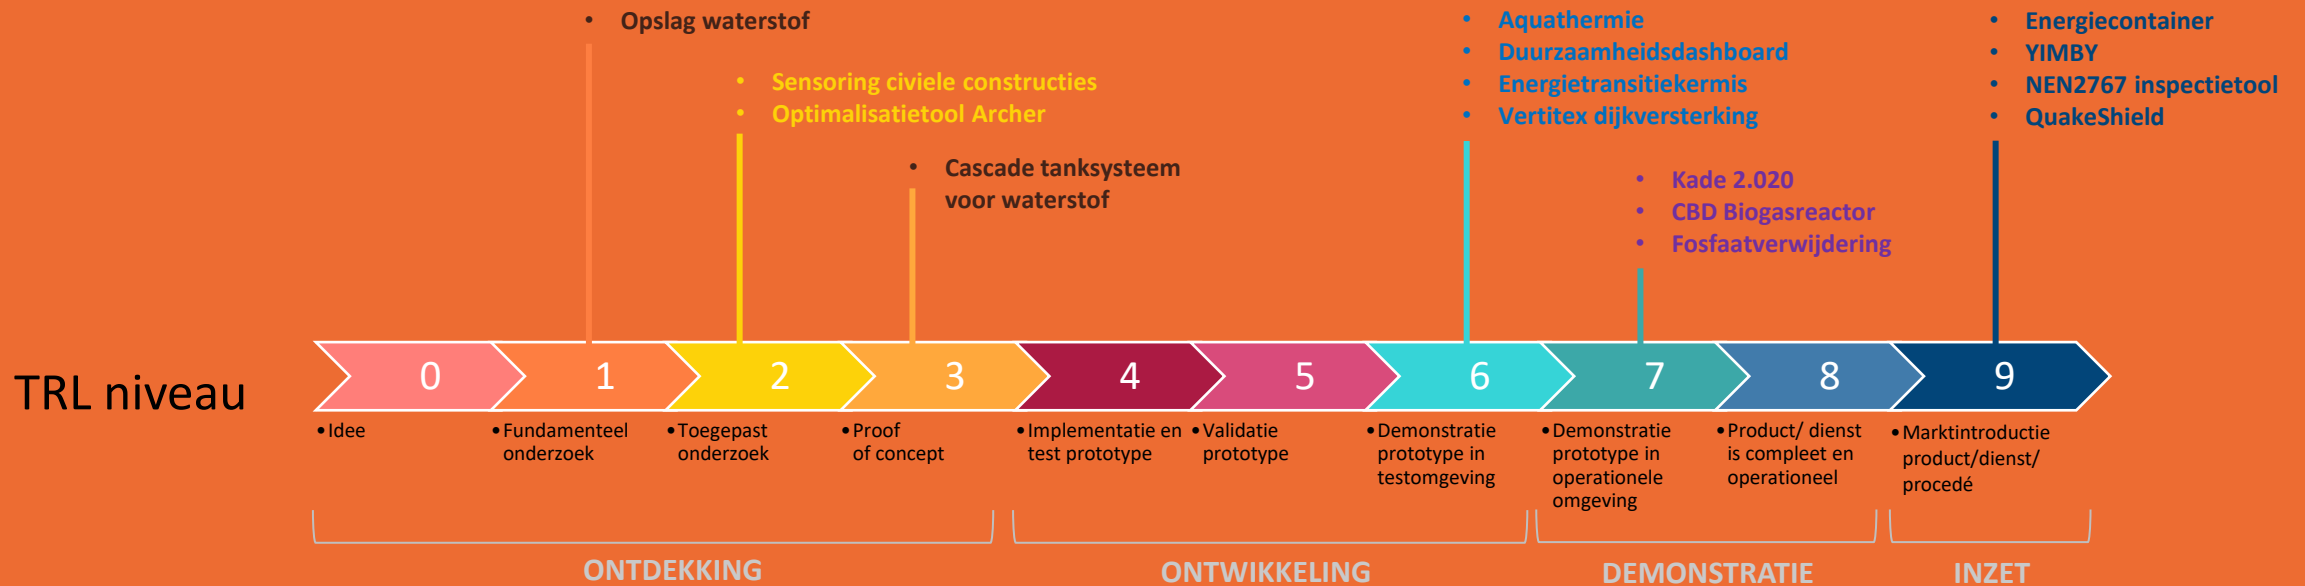 • Opslag waterstof
• Sensoring civiele constructies
• Optimalisatietool Archer
• Cascade tanksysteem
voor waterstof
• Aquathermie
• Duurzaamheidsdashboard
• Energietransitiekermis
• Vertitex dijkversterking
• Kade 2.020
• CBD Biogasreactor
• Fosfaatverwijdering
• Energiecontainer
• YIMBY
• NEN2767 inspectietool
• QuakeShield
TRL niveau
0
1
2
3
4
5
6
7
8
9
• Idee
• Fundamenteel
onderzoek
• Toegepast
onderzoek
• Proof
of concept
• Implementatie en
test prototype
• Validatie
prototype
• Demonstratie
prototype in
testomgeving
• Demonstratie
prototype in
operationele
omgeving
• Product/ dienst
is compleet en
operationeel
• Marktintroductie
product/dienst/
procedé
ONTDEKKING
ONTWIKKELING
DEMONSTRATIE
INZET